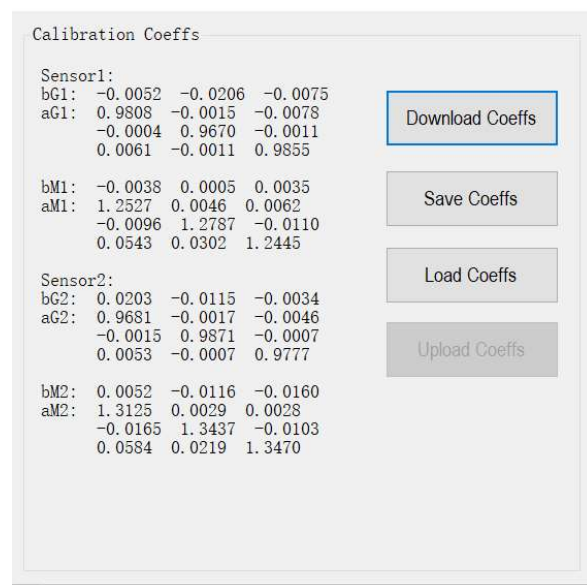 Calibration Coeffs
Sensor1:
bG1: -0.0052 -0.0206 -0.0075
aG1: 0.9808 -0.0015 -0.0078
-0.0004 0.9670 -0.0011
0.0061 -0.0011 0.9855
bM1: -0.0038 0.0005 0.0035
aM1: 1.2527 0.0046 0.0062
-0.0096 1.2787 -0.0110
0.0543 0.0302 1.2445
Sensor2:
bG2: 0.0203 -0.0115 -0.0034
aG2: 0.9681 -0.0017 -0.0046
-0.0015 0.9871 -0.0007
0.0053 -0.0007 0.9777
bM2: 0.0052 -0.0116 -0.0160
aM2: 1.3125 0.0029 0.0028
-0.0165 1.3437 -0.0103
0.0584 0.0219 1.3470
Download Coeffs
Save Coeffs
Load Coeffs
Upload Coeffs